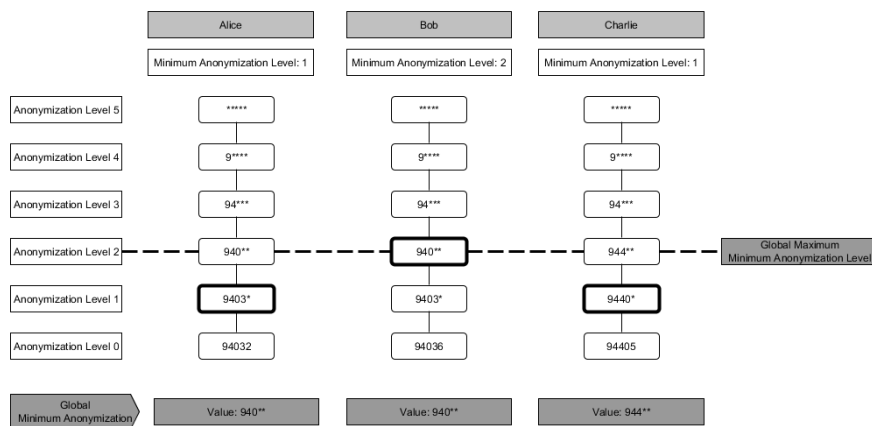 Alice Bob Charlie
Minimum Anonymization Level: 1 Minimum Anonymization Level: 2 Minimum Anonymization Level: 1
Anonymization Level 5 ***** ***** *****
Anonymization Level 4 9**** 9**** 9****
Anonymization Level 3 94*** 94*** 94***
Anonymization Level 2 940** 940** 944** Global Maximum
Minimum Anonymization Level
Anonymization Level 1 9403* 9403* 9440*
Anonymization Level 0 94032 94036 94405
Global
Minimum Anonymization Value: 940** Value: 940** Value: 944**